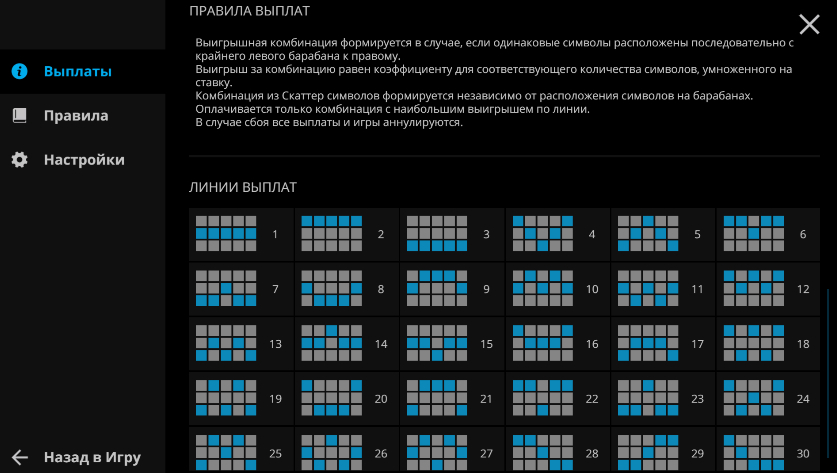 ПРАВИЛА ВЫПЛАТ
Выигрышная комбинация формируется в случае, если одинаковые символы расположены последовательно с
крайнего левого барабана к правому.
Выигрыш за комбинацию равен коэффициенту для соответствующего количества символов, умноженного на
ставку.
Комбинация из Скаттер символов формируется независимо от расположения символов на барабанах.
Оплачивается только комбинация с наибольшим выигрышем по линии.
В случае сбоя все выплаты и игры аннулируются.
Выплаты
Правила
Настройки
Назад в Игру
ЛИНИИ ВЫПЛАТ
1 2 3 4 5 6
7 8 9 10 11 12
13 14 15 16 17 18
19 20 21 22 23 24
25 26 27 28 29 30